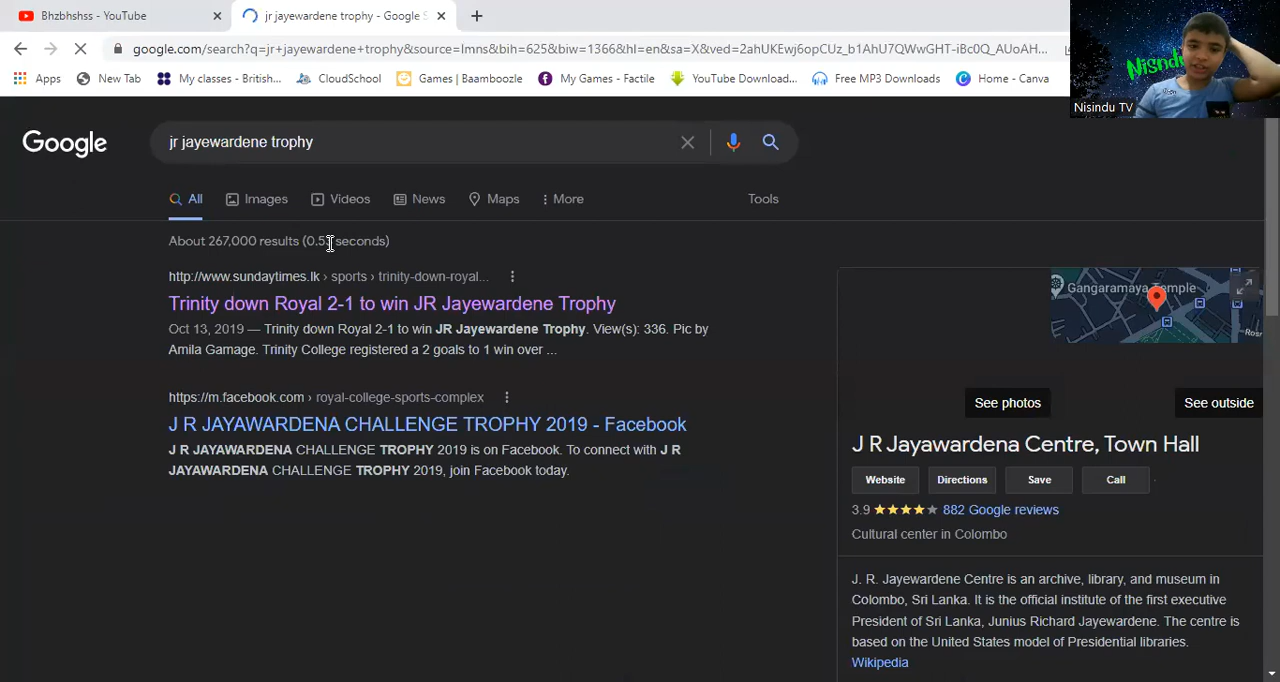 Bhzbhshss - YouTube
jr jayewardene trophy - Google S
google.com/search?q=jr+jayewardene+trophy&source=lmns&bih=625&biw=1366&hl=en&sa=X&ved=2ahUKEwj6opCUz_b1AhU7QWwGHT-iBc0Q_AUoAH...
Apps New Tab My classes - British... CloudSchool Games | Baamboozle My Games - Factile YouTube Download... Free MP3 Downloads Home - Canva
Nisindu TV
Google
jr jayewardene trophy
All Images Videos News Maps More Tools
About 267,000 results seconds)
http://www.sundaytimes.lk › sports › trinity-down-royal...
Trinity down Royal 2-1 to win JR Jayewardene Trophy
Oct 13, 2019 — Trinity down Royal 2-1 to win JR Jayewardene Trophy. View(s): 336. Pic by
Amila Gamage. Trinity College registered a 2 goals to 1 win over ...
https://m.facebook.com › royal-college-sports-complex
J R JAYAWARDENA CHALLENGE TROPHY 2019 - Facebook
J R JAYAWARDENA CHALLENGE TROPHY 2019 is on Facebook. To connect with J R
JAYAWARDENA CHALLENGE TROPHY 2019, join Facebook today.
Gangaramaya Temple
See photos See outside
J R Jayawardena Centre, Town Hall
Website Directions Save Call
3.9 882 Google reviews
Cultural center in Colombo
J. R. Jayewardene Centre is an archive, library, and museum in
Colombo, Sri Lanka. It is the official institute of the first executive
President of Sri Lanka, Junius Richard Jayewardene. The centre is
based on the United States model of Presidential libraries.
Wikipedia